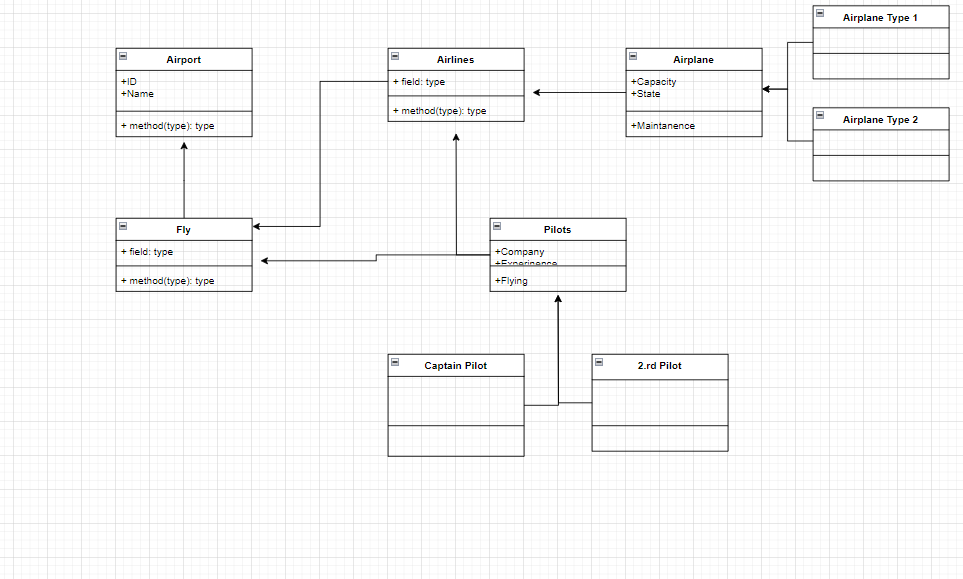 Airplane Type 1
Airport
+ID
+Name
+ method(type): type
Airlines
+ field: type
+ method(type): type
Airplane
+Capacity
+State
+Maintanence
Airplane Type 2
Fly
+ field: type
+ method(type): type
Pilots
+Company
+Experinence
+Flying
Captain Pilot
2.rd Pilot